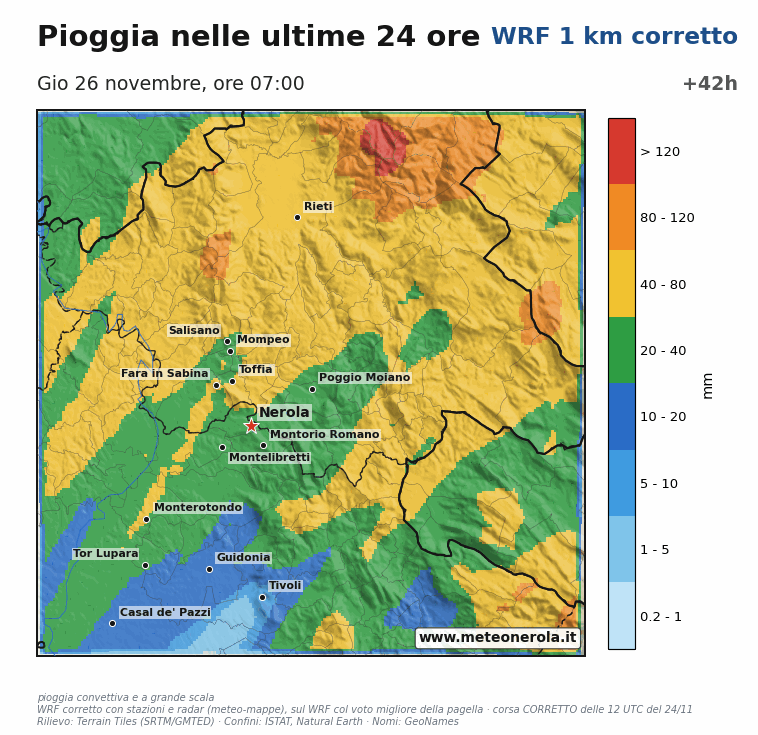 Pioggia nelle ultime 24 ore WRF 1 km corretto
Gio 26 novembre, ore 07:00 +42h
> 120
80 - 120
40 - 80
20 - 40
10 - 20
5 - 10
1 - 5
0.2 - 1
mm
Rieti
Salisano
Mompeo
Toffia
Fara in Sabina
Poggio Moiano
Nerola
Montorio Romano
Montelibretti
Monterotondo
Tor Lupara
Guidonia
Tivoli
Casal de' Pazzi
www.meteonerola.it
pioggia convettiva e a grande scala
WRF corretto con stazioni e radar (meteo-mappe), sul WRF col voto migliore della pagella · corsa CORRETTO delle 12 UTC del 24/11
Rilievo: Terrain Tiles (SRTM/GMTED) · Confini: ISTAT, Natural Earth · Nomi: GeoNames